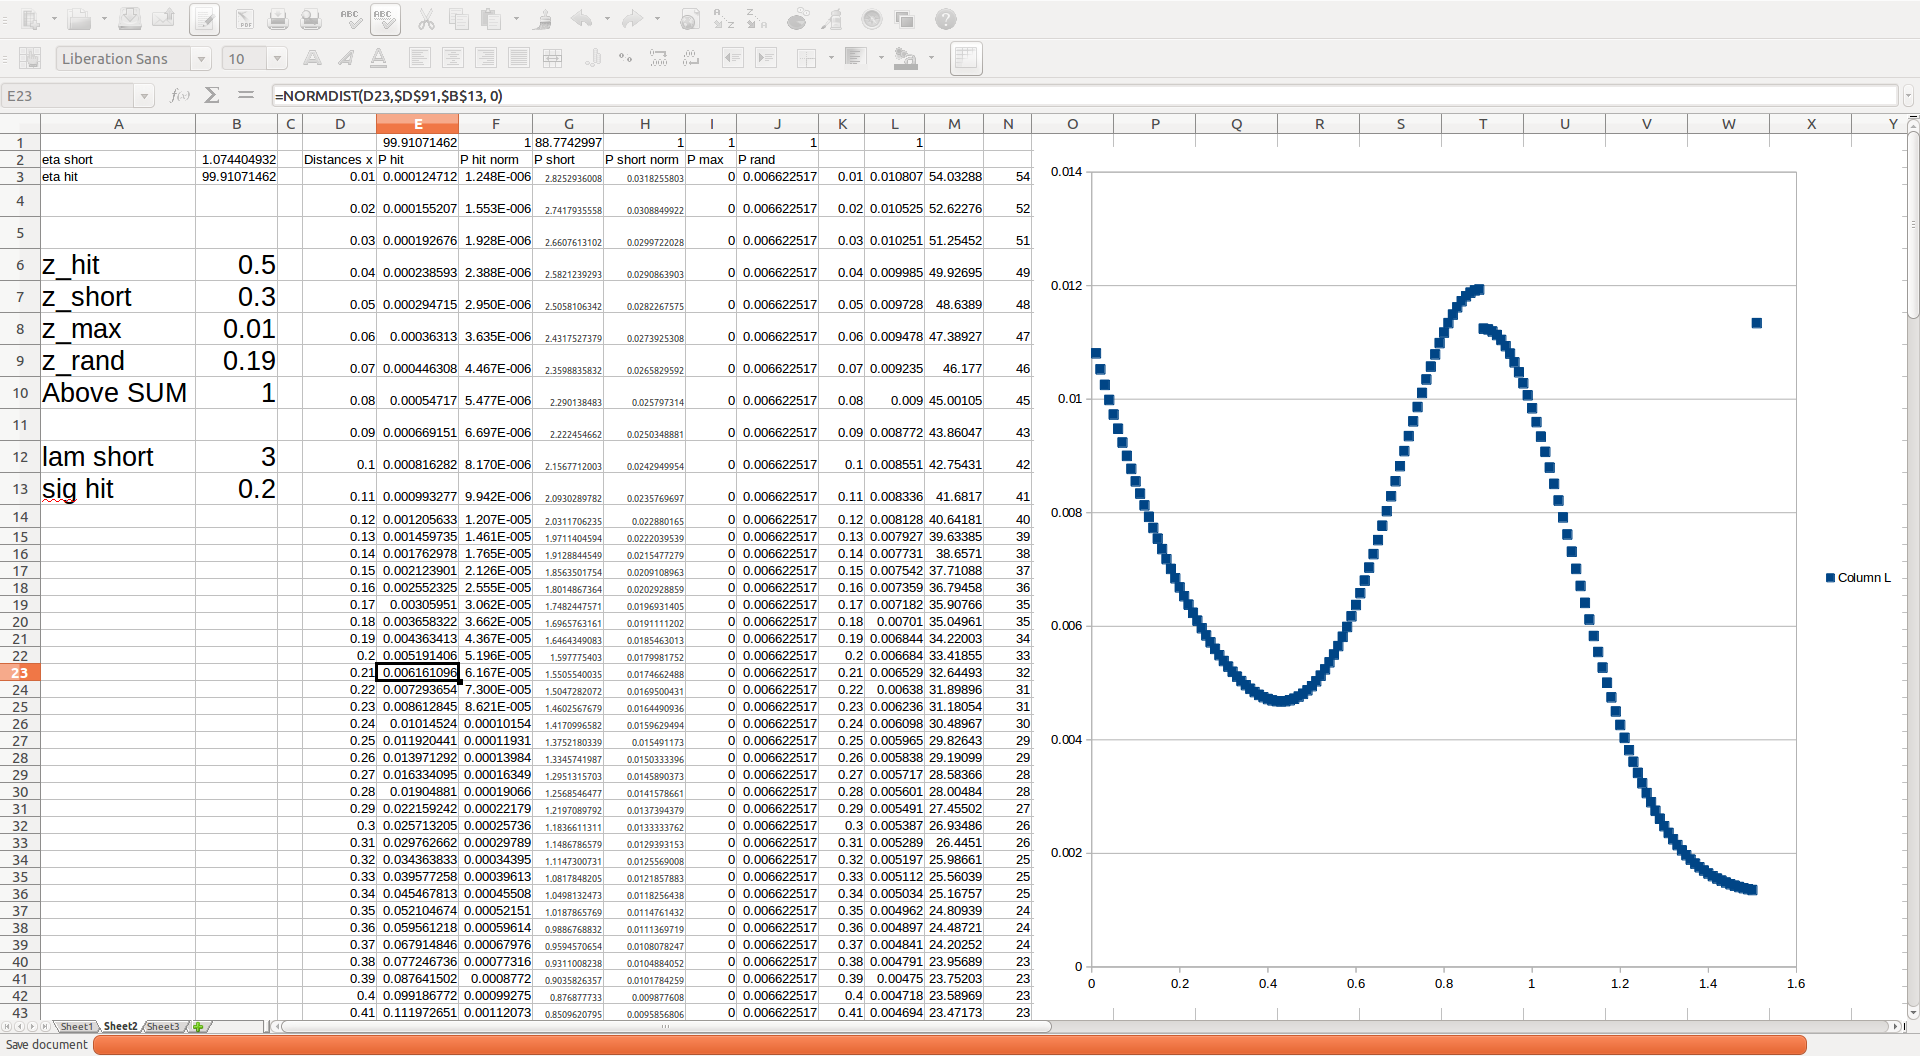 ABC ABC
Liberation Sans 10
E23 f(x) Σ = =NORMDIST(D23,$D$91,$B$13, 0)
A B C D E F G H I J K L M N O P Q R S T U V W X Y
1 99.91071462 1 88.7742997 1 1 1 1
2 eta short 1.074404932 Distances x P hit P hit norm P short P short norm P max P rand
3 eta hit 99.91071462 0.01 0.000124712 1.248E-006 2.8252936008 0.0318255803 0 0.006622517 0.01 0.010807 54.03288 54
4 0.02 0.000155207 1.553E-006 2.7417935558 0.0308849922 0 0.006622517 0.02 0.010525 52.62276 52
5 0.03 0.000192676 1.928E-006 2.6607613102 0.0299722028 0 0.006622517 0.03 0.010251 51.25452 51
6 z_hit 0.5 0.04 0.000238593 2.388E-006 2.5821239293 0.0290863903 0 0.006622517 0.04 0.009985 49.92695 49
7 z_short 0.3 0.05 0.000294715 2.950E-006 2.5058106342 0.0282267575 0 0.006622517 0.05 0.009728 48.6389 48
8 z_max 0.01 0.06 0.00036313 3.635E-006 2.4317527379 0.0273925308 0 0.006622517 0.06 0.009478 47.38927 47
9 z_rand 0.19 0.07 0.000446308 4.467E-006 2.3598835832 0.0265829592 0 0.006622517 0.07 0.009235 46.177 46
10 Above SUM 1 0.08 0.00054717 5.477E-006 2.290138483 0.025797314 0 0.006622517 0.08 0.009 45.00105 45
11 0.09 0.000669151 6.697E-006 2.222454662 0.0250348881 0 0.006622517 0.09 0.008772 43.86047 43
12 lam short 3 0.1 0.000816282 8.170E-006 2.1567712003 0.0242949954 0 0.006622517 0.1 0.008551 42.75431 42
13 sig hit 0.2 0.11 0.000993277 9.942E-006 2.0930289782 0.0235769697 0 0.006622517 0.11 0.008336 41.6817 41
14 0.12 0.001205633 1.207E-005 2.0311706235 0.022880165 0 0.006622517 0.12 0.008128 40.64181 40
15 0.13 0.001459735 1.461E-005 1.9711404594 0.0222039539 0 0.006622517 0.13 0.007927 39.63385 39
16 0.14 0.001762978 1.765E-005 1.9128844549 0.0215477279 0 0.006622517 0.14 0.007731 38.6571 38
17 0.15 0.002123901 2.126E-005 1.8563501754 0.0209108963 0 0.006622517 0.15 0.007542 37.71088 37
18 0.16 0.002552325 2.555E-005 1.8014867364 0.0202928859 0 0.006622517 0.16 0.007359 36.79458 36
19 0.17 0.00305951 3.062E-005 1.7482447571 0.0196931405 0 0.006622517 0.17 0.007182 35.90766 35
20 0.18 0.003658322 3.662E-005 1.6965763161 0.0191111202 0 0.006622517 0.18 0.00701 35.04961 35
21 0.19 0.004363413 4.367E-005 1.6464349083 0.0185463013 0 0.006622517 0.19 0.006844 34.22003 34
22 0.2 0.005191406 5.196E-005 1.597775403 0.0179981752 0 0.006622517 0.2 0.006684 33.41855 33
23 0.21 0.006161096 6.167E-005 1.5505540035 0.0174662488 0 0.006622517 0.21 0.006529 32.64493 32
24 0.22 0.007293654 7.300E-005 1.5047282072 0.0169500431 0 0.006622517 0.22 0.00638 31.89896 31
25 0.23 0.008612845 8.621E-005 1.4602567679 0.0164490936 0 0.006622517 0.23 0.006236 31.18054 31
26 0.24 0.01014524 0.00010154 1.4170996582 0.0159629494 0 0.006622517 0.24 0.006098 30.48967 30
27 0.25 0.011920441 0.00011931 1.3752180339 0.015491173 0 0.006622517 0.25 0.005965 29.82643 29
28 0.26 0.013971292 0.00013984 1.3345741987 0.0150333396 0 0.006622517 0.26 0.005838 29.19099 29
29 0.27 0.016334095 0.00016349 1.2951315703 0.0145890373 0 0.006622517 0.27 0.005717 28.58366 28
30 0.28 0.01904881 0.00019066 1.2568546477 0.0141578661 0 0.006622517 0.28 0.005601 28.00484 28
31 0.29 0.022159242 0.00022179 1.2197089792 0.0137394379 0 0.006622517 0.29 0.005491 27.45502 27
32 0.3 0.025713205 0.00025736 1.1836611311 0.0133333762 0 0.006622517 0.3 0.005387 26.93486 26
33 0.31 0.029762662 0.00029789 1.1486786579 0.0129393153 0 0.006622517 0.31 0.005289 26.4451 26
34 0.32 0.034363833 0.00034395 1.1147300731 0.0125569008 0 0.006622517 0.32 0.005197 25.98661 25
35 0.33 0.039577258 0.00039613 1.0817848205 0.0121857883 0 0.006622517 0.33 0.005112 25.56039 25
36 0.34 0.045467813 0.00045508 1.0498132473 0.0118256438 0 0.006622517 0.34 0.005034 25.16757 25
37 0.35 0.052104674 0.00052151 1.0187865769 0.0114761432 0 0.006622517 0.35 0.004962 24.80939 24
38 0.36 0.059561218 0.00059614 0.9886768832 0.0111369719 0 0.006622517 0.36 0.004897 24.48721 24
39 0.37 0.067914846 0.00067976 0.9594570654 0.0108078247 0 0.006622517 0.37 0.004841 24.20252 24
40 0.38 0.077246736 0.00077316 0.9311008238 0.0104884052 0 0.006622517 0.38 0.004791 23.95689 23
41 0.39 0.087641502 0.0008772 0.9035826357 0.0101784259 0 0.006622517 0.39 0.00475 23.75203 23
42 0.4 0.099186772 0.00099275 0.876877733 0.009877608 0 0.006622517 0.4 0.004718 23.58969 23
43 0.41 0.111972651 0.00112073 0.8509620795 0.0095856806 0 0.006622517 0.41 0.004694 23.47173 23
0.014
0.012
0.01
0.008
0.006
0.004
0.002
0
0 0.2 0.4 0.6 0.8 1 1.2 1.4 1.6
Column L
Sheet1 Sheet2 Sheet3
Save document